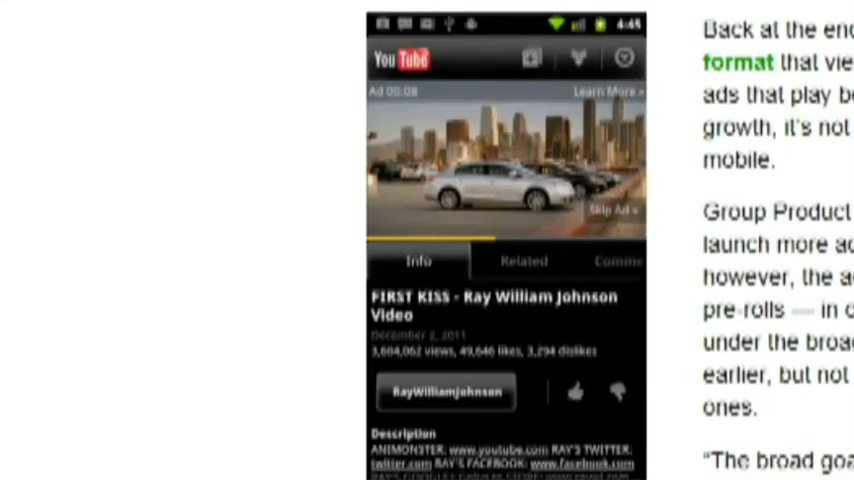 4:45
YouTube
Ad 00:08 Learn More »
Skip Ad »
Info Related Comme
FIRST KISS - Ray William Johnson
Video
December 2, 2011
3,604,062 views, 49,646 likes, 3,294 dislikes
RayWilliamJohnson
Description
ANIMONSTER: www.youtube.com RAY'S TWITTER:
twitter.com RAY'S FACEBOOK: www.facebook.com
Back at the end
format that vie
ads that play be
growth, it's not
mobile.
Group Product
launch more ad
however, the a
pre-rolls — in c
under the broa
earlier, but not
ones.
“The broad goa